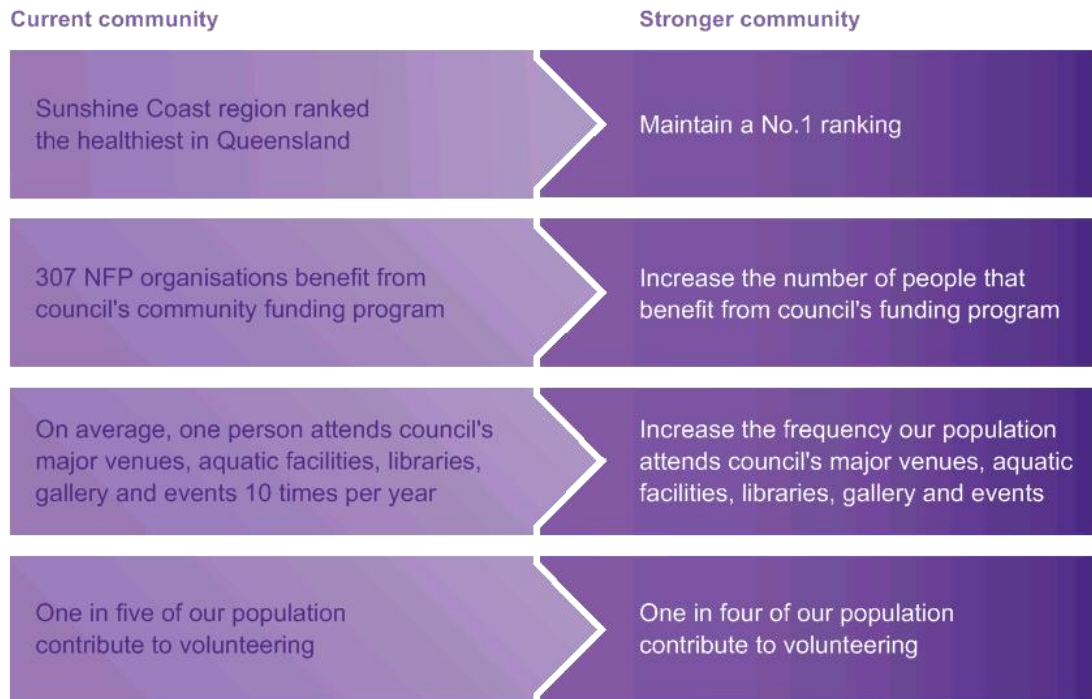 Current community
Stronger community
Sunshine Coast region ranked
the healthiest in Queensland
Maintain a No.1 ranking
307 NFP organisations benefit from
council's community funding program
Increase the number of people that
benefit from council's funding program
On average, one person attends council's
major venues, aquatic facilities, libraries,
gallery and events 10 times per year
Increase the frequency our population
attends council's major venues, aquatic
facilities, libraries, gallery and events
One in five of our population
contribute to volunteering
One in four of our population
contribute to volunteering